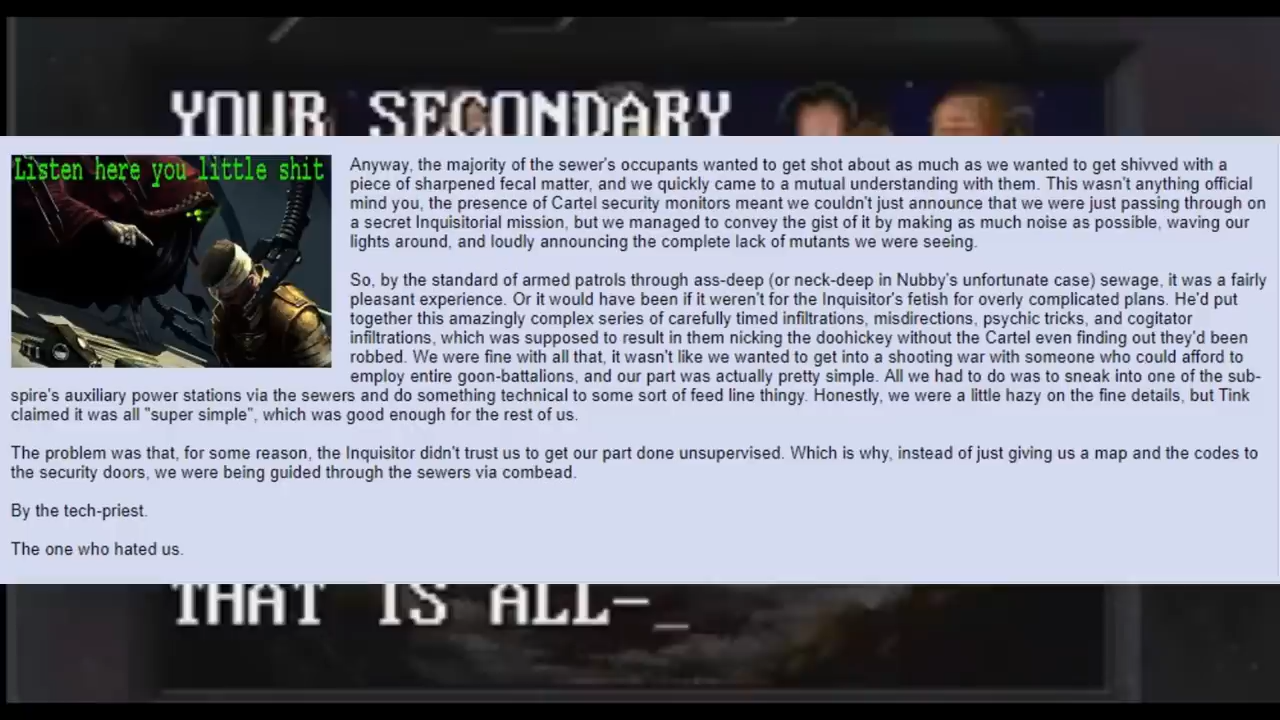 YOUR SECONDARY
Listen here you little shit
Anyway, the majority of the sewer's occupants wanted to get shot about as much as we wanted to get shivved with a
piece of sharpened fecal matter, and we quickly came to a mutual understanding with them. This wasn't anything official
mind you, the presence of Cartel security monitors meant we couldn't just announce that we were just passing through on
a secret Inquisitorial mission, but we managed to convey the gist of it by making as much noise as possible, waving our
lights around, and loudly announcing the complete lack of mutants we were seeing.
So, by the standard of armed patrols through ass-deep (or neck-deep in Nubby's unfortunate case) sewage, it was a fairly
pleasant experience. Or it would have been if it weren't for the Inquisitor's fetish for overly complicated plans. He'd put
together this amazingly complex series of carefully timed infiltrations, misdirections, psychic tricks, and cogitator
infiltrations, which was supposed to result in them nicking the doohickey without the Cartel even finding out they'd been
robbed. We were fine with all that, it wasn't like we wanted to get into a shooting war with someone who could afford to
employ entire goon-battalions, and our part was actually pretty simple. All we had to do was to sneak into one of the sub-
spire's auxiliary power stations via the sewers and do something technical to some sort of feed line thingy. Honestly, we were a little hazy on the fine details, but Tink
claimed it was all "super simple", which was good enough for the rest of us.
The problem was that, for some reason, the Inquisitor didn't trust us to get our part done unsupervised. Which is why, instead of just giving us a map and the codes to
the security doors, we were being guided through the sewers via combead.
By the tech-priest.
The one who hated us.
THAT IS ALL-_